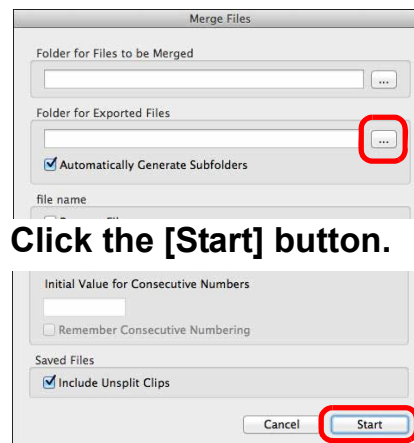 Merge Files
Folder for Files to be Merged
...
Folder for Exported Files
...
Automatically Generate Subfolders
file name
Click the [Start] button.
Initial Value for Consecutive Numbers
Remember Consecutive Numbering
Saved Files
Include Unsplit Clips
Cancel Start